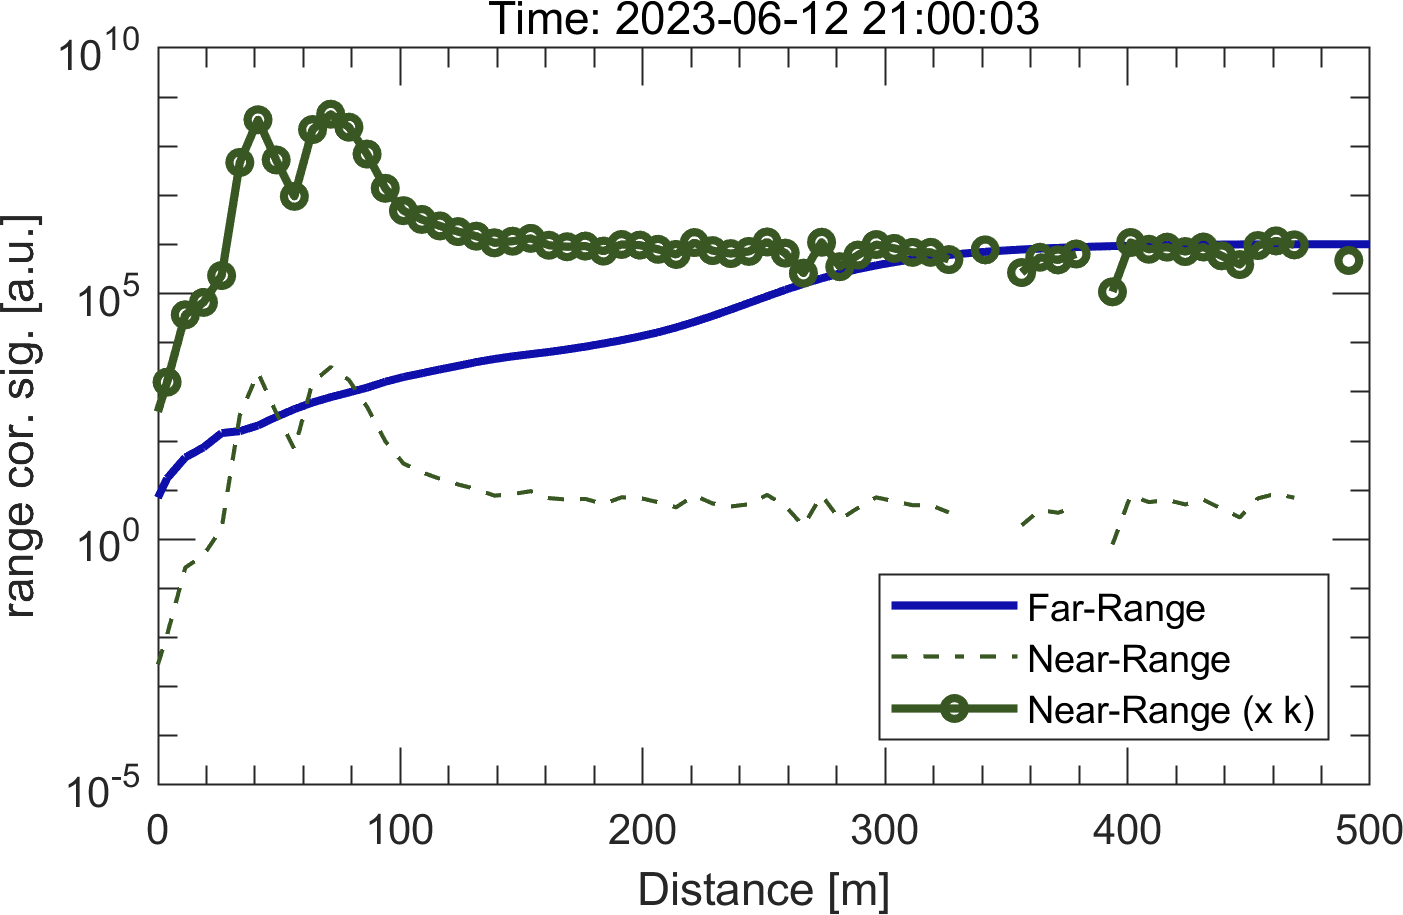 Time: 2023-06-12 21:00:03
range cor. sig. [a.u.]
10^10
10^5
10^0
10^-5
0 100 200 300 400 500
Distance [m]
Far-Range
Near-Range
Near-Range (x k)